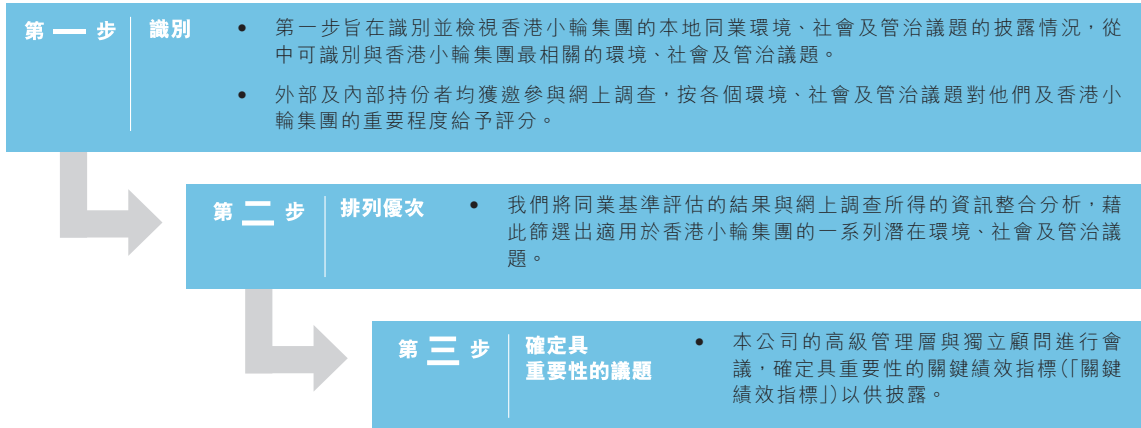 第一步 識別 • 第一步旨在識別並檢視香港小輪集團的本地同業環境、社會及管治議題的披露情況，從
中可識別與香港小輪集團最相關的環境、社會及管治議題。
• 外部及內部持份者均獲邀參與網上調查，按各個環境、社會及管治議題對他們及香港小
輪集團的重要程度給予評分。
第二步 排列優次 • 我們將同業基準評估的結果與網上調查所得的資訊整合分析，藉
此篩選出適用於香港小輪集團的一系列潛在環境、社會及管治議
題。
第三步 確定具
重要性的議題
• 本公司的高級管理層與獨立顧問進行會
議，確定具重要性的關鍵績效指標(「關鍵
績效指標」)以供披露。